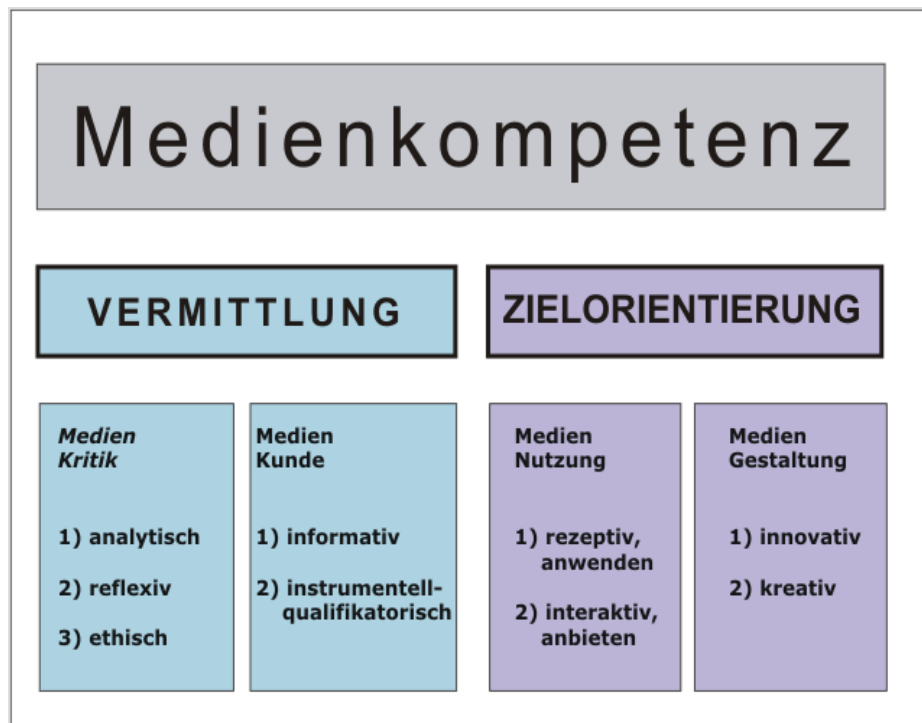 Medienkompetenz
VERMITTLUNG
ZIELORIENTIERUNG
Medien
Kritik
1) analytisch
2) reflexiv
3) ethisch
Medien
Kunde
1) informativ
2) instrumentell-
qualifikatorisch
Medien
Nutzung
1) rezeptiv,
anwenden
2) interaktiv,
anbieten
Medien
Gestaltung
1) innovativ
2) kreativ